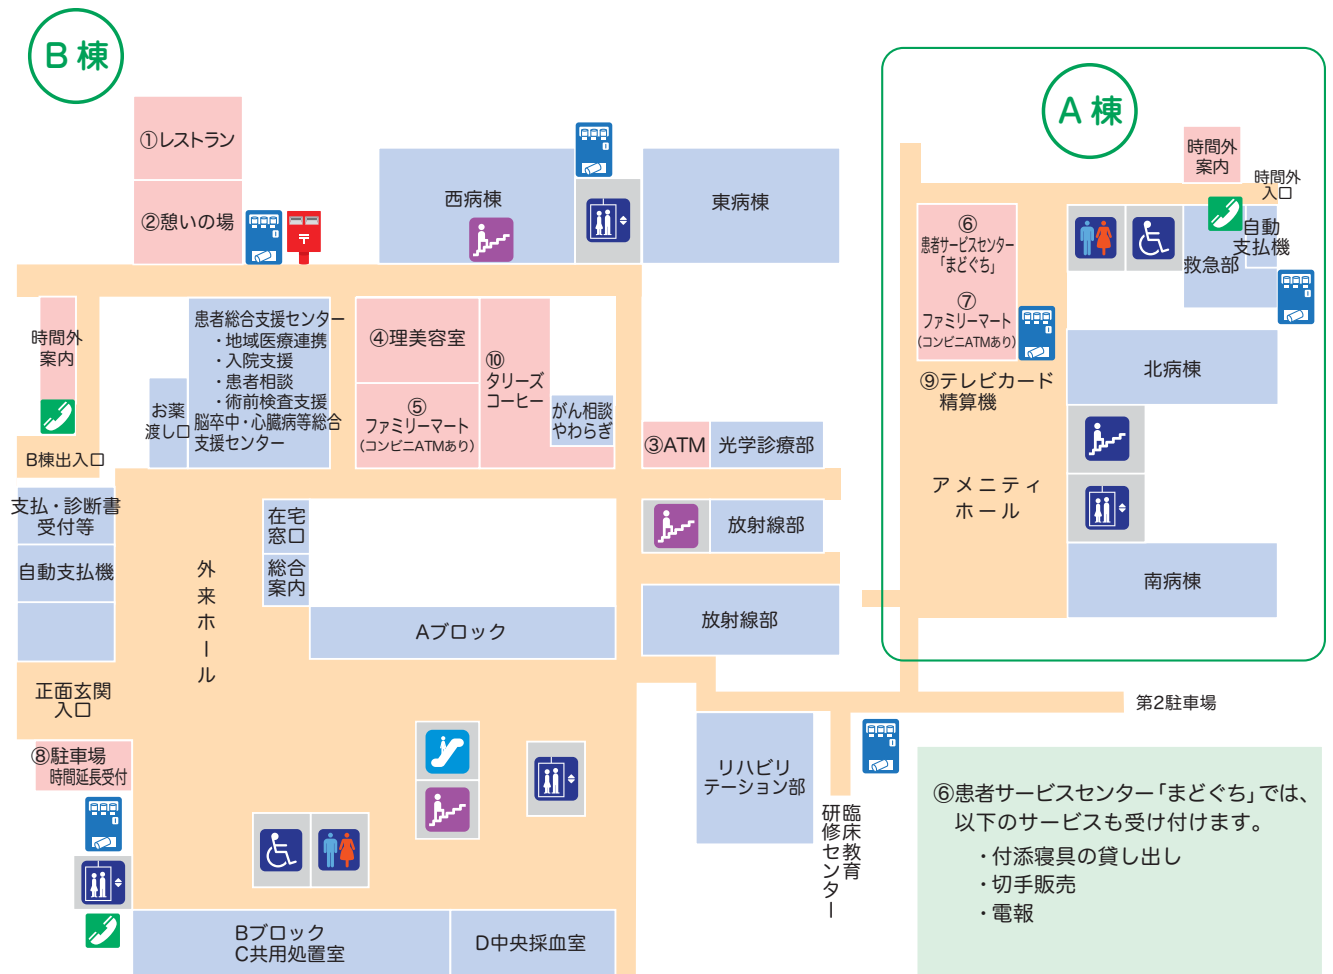 B棟
①レストラン
②憩いの場
西病棟
東病棟
時間外
案内
B棟出入口
お薬
渡し口
患者総合支援センター
・地域医療連携
・入院支援
・患者相談
・術前検査支援
脳卒中・心臓病等総合
支援センター
④理美容室
⑤
ファミリーマート
(コンビニATMあり)
⑩
タリーズ
コーヒー
がん相談
やわらぎ
③ATM
光学診療部
支払・診断書
受付等
自動支払機
外来ホール
在宅
窓口
総合
案内
Aブロック
放射線部
放射線部
正面玄関
入口
⑧駐車場
時間延長受付
リハビリ
テーション部
臨床教育
研修センター
Bブロック
C共用処置室
D中央採血室
A棟
時間外
案内
時間外
入口
⑥
患者サービスセンター
「まどぐち」
⑦
ファミリーマート
(コンビニATMあり)
自動
支払機
救急部
⑨テレビカード
精算機
北病棟
アメニティ
ホール
南病棟
第2駐車場
⑥患者サービスセンター「まどぐち」では、
以下のサービスも受け付けます。
・付添寝具の貸し出し
・切手販売
・電報